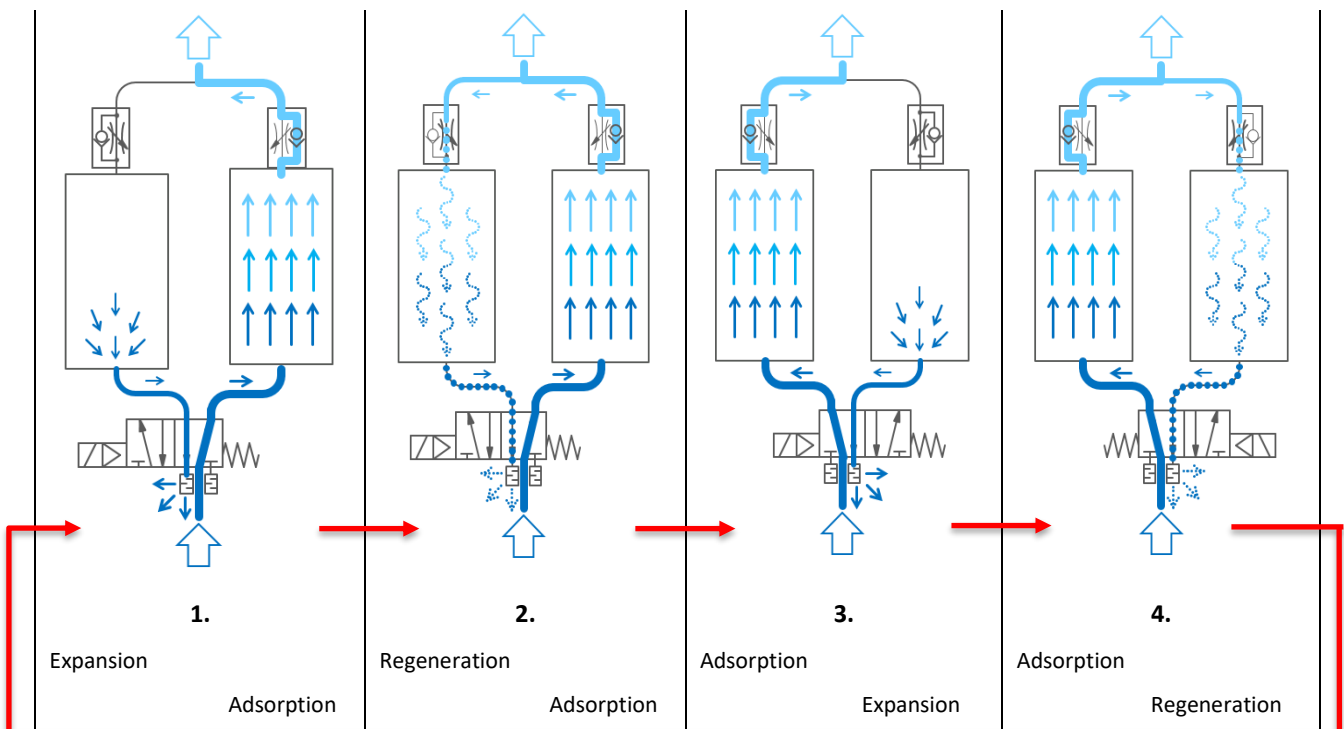 1.
2.
3.
4.
Expansion
Regeneration
Adsorption
Adsorption
Adsorption
Adsorption
Expansion
Regeneration